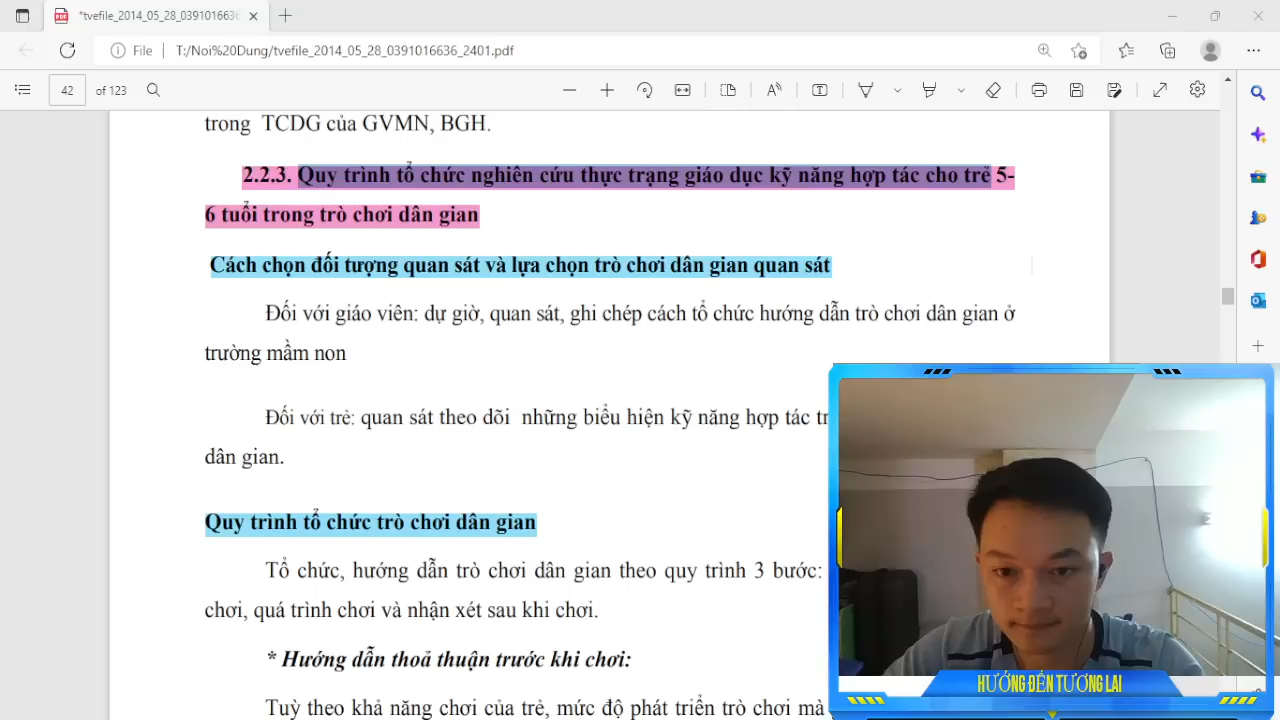 *tvefile_2014_05_28_0391016636
File T:/Noi%20Dung/tvefile_2014_05_28_0391016636_2401.pdf
42 of 123
trong TCDG của GVMN, BGH.
2.2.3. Quy trình tổ chức nghiên cứu thực trạng giáo dục kỹ năng hợp tác cho trẻ 5-
6 tuổi trong trò chơi dân gian
Cách chọn đối tượng quan sát và lựa chọn trò chơi dân gian quan sát
Đối với giáo viên: dự giờ, quan sát, ghi chép cách tổ chức hướng dẫn trò chơi dân gian ở
trường mầm non
Đối với trẻ: quan sát theo dõi những biểu hiện kỹ năng hợp tác
dân gian.
Quy trình tổ chức trò chơi dân gian
Tổ chức, hướng dẫn trò chơi dân gian theo quy trình 3 bước:
chơi, quá trình chơi và nhận xét sau khi chơi.
* Hướng dẫn thoả thuận trước khi chơi:
Tuỳ theo khả năng chơi của trẻ, mức độ phát triển trò chơi mà
HƯỚNG ĐẾN TƯƠNG LAI